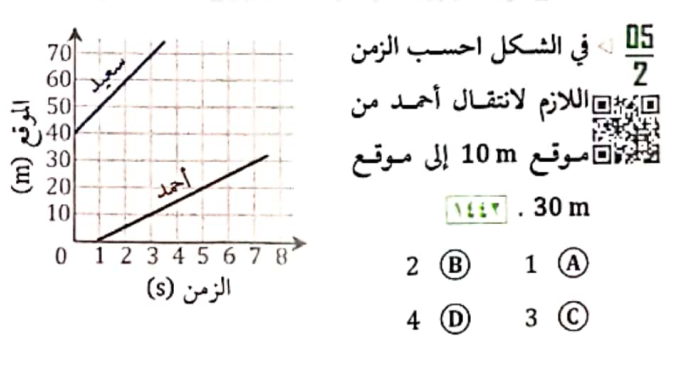 05
2
في الشكل احسب الزمن
اللازم لانتقال أحمد من
موقع 10 m إلى موقع
30 m . ١٤٤٢
1 (A) 2 (B)
3 (C) 4 (D)
الموقع (m)
70
60
50
40
30
20
10
0 1 2 3 4 5 6 7 8
الزمن (s)
سعيد
أحمد